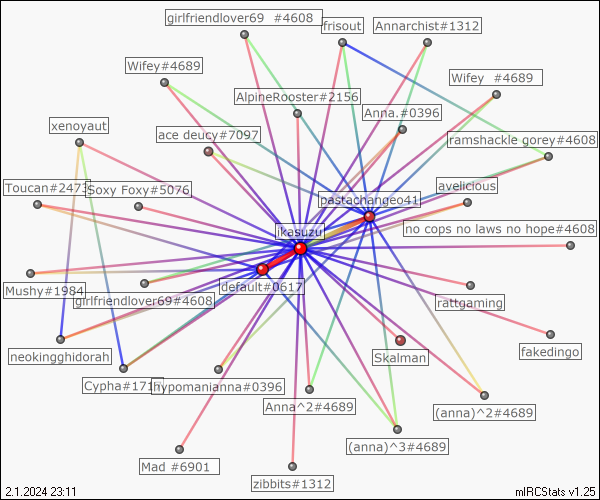 girlfriendlover69 #4608
frisout
Annarchist#1312
Wifey#4689
Wifey #4689
AlpineRooster#2156
Anna.#0396
xenoyaut
ace deucy#7097
ramshackle gorey#4608
Toucan#2473
Soxy Foxy#5076
pastachangeo41
avelicious
ikasuzu
no cops no laws no hope#4608
Mushy#1984
girlfriendlover69#4608
default#0617
rattgaming
neokingghidorah
Skalman
fakedingo
hypomanianna#0396
Anna^2#4689
(anna)^2#4689
(anna)^3#4689
Mad #6901
zibbits#1312
2.1.2024 23:11
mIRCStats v1.25